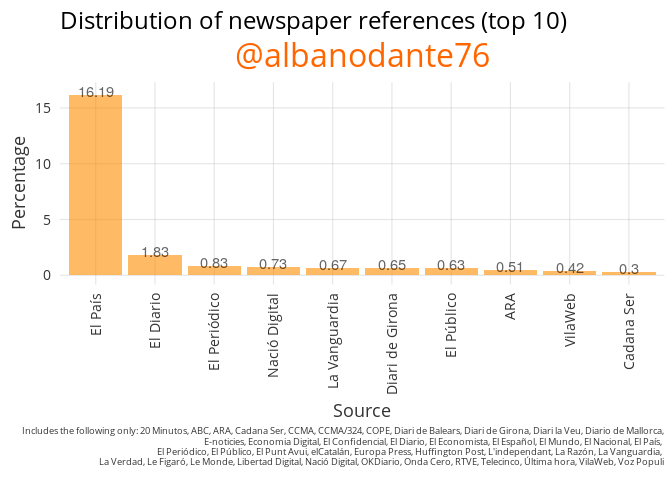 Distribution of newspaper references (top 10)
@albanodante76
Percentage
15
10
5
0
16.19
1.83
0.83
0.73
0.67
0.65
0.63
0.51
0.42
0.3
El País
El Diario
El Periódico
Nació Digital
La Vanguardia
Diari de Girona
El Público
ARA
VilaWeb
Cadana Ser
Source
Includes the following only: 20 Minutos, ABC, ARA, Cadana Ser, CCMA, CCMA/324, COPE, Diari de Balears, Diari de Girona, Diari la Veu, Diario de Mallorca,
E-noticies, Economia Digital, El Confidencial, El Diario, El Economista, El Español, El Mundo, El Nacional, El País,
El Periódico, El Público, El Punt Avui, elCatalán, Europa Press, Huffington Post, L'independant, La Razón, La Vanguardia,
La Verdad, Le Figaró, Le Monde, Libertad Digital, Nació Digital, OKDiario, Onda Cero, RTVE, Telecinco, Última hora, VilaWeb, Voz Populi